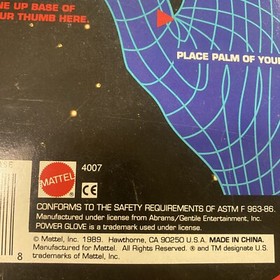 NE UP BASE OF
UR THUMB HERE.
PLACE PALM OF YOUR
MATTEL
4007
CE
CONFORMS TO THE SAFETY REQUIREMENTS OF ASTM F 963-86.
Manufactured under license from Abrams/Gentile Entertainment, Inc.
POWER GLOVE is a trademark used under license.
© Mattel, Inc. 1989. Hawthorne, CA 90250 U.S.A. MADE IN CHINA.
Manufactured for Mattel. All Rights Reserved. ® and TM designate U.S.
trademarks of Mattel, Inc.
8